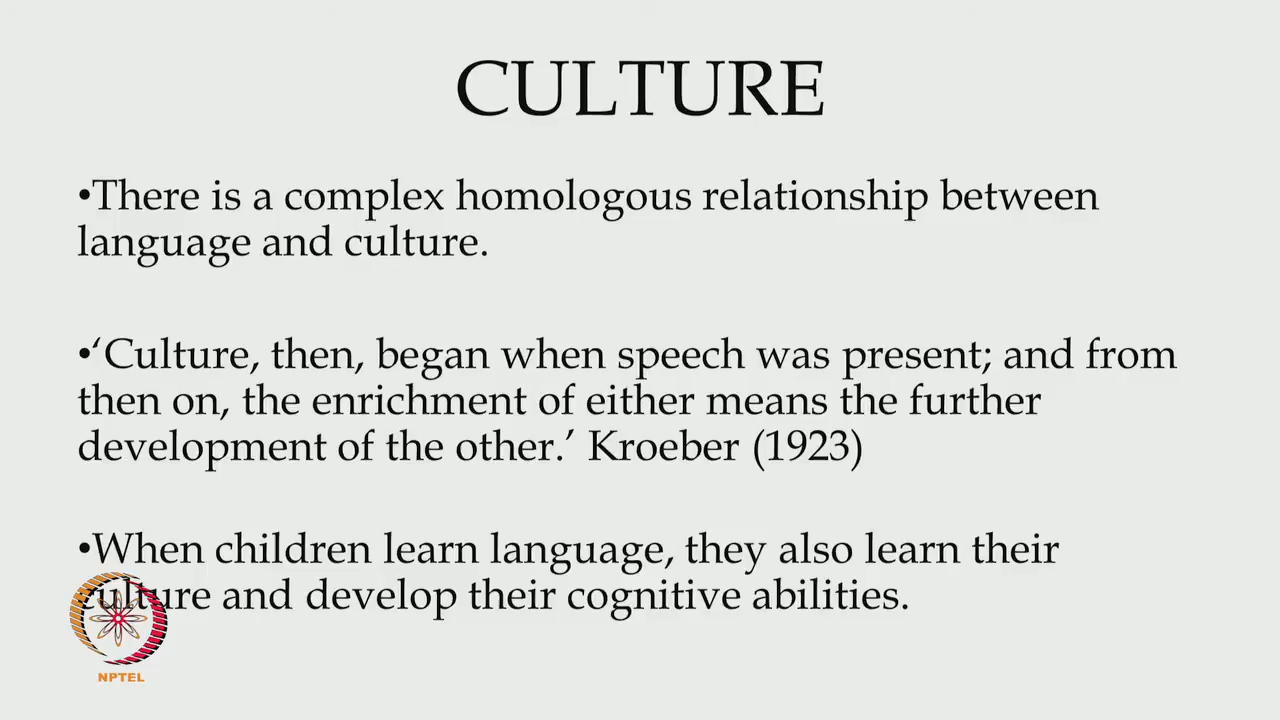 CULTURE
•There is a complex homologous relationship between
language and culture.
•‘Culture, then, began when speech was present; and from
then on, the enrichment of either means the further
development of the other.’ Kroeber (1923)
•When children learn language, they also learn their
culture and develop their cognitive abilities.
NPTEL